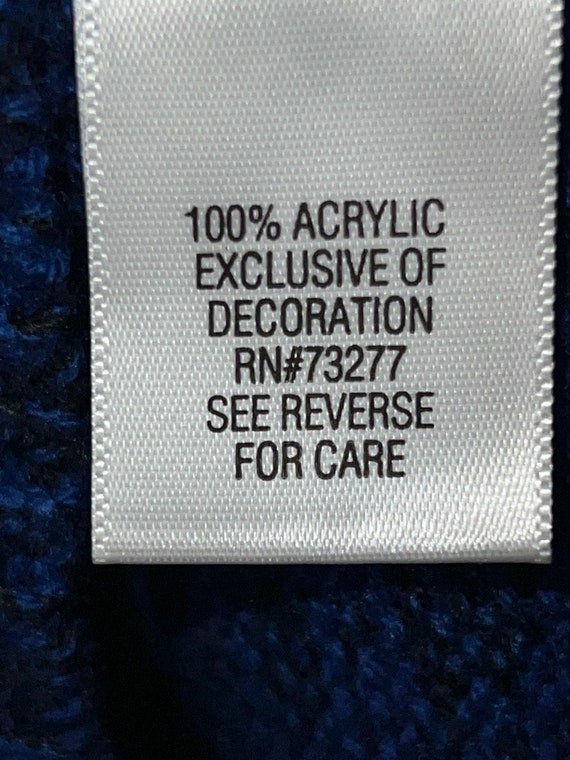 100% ACRYLIC
EXCLUSIVE OF
DECORATION
RN#73277
SEE REVERSE
FOR CARE